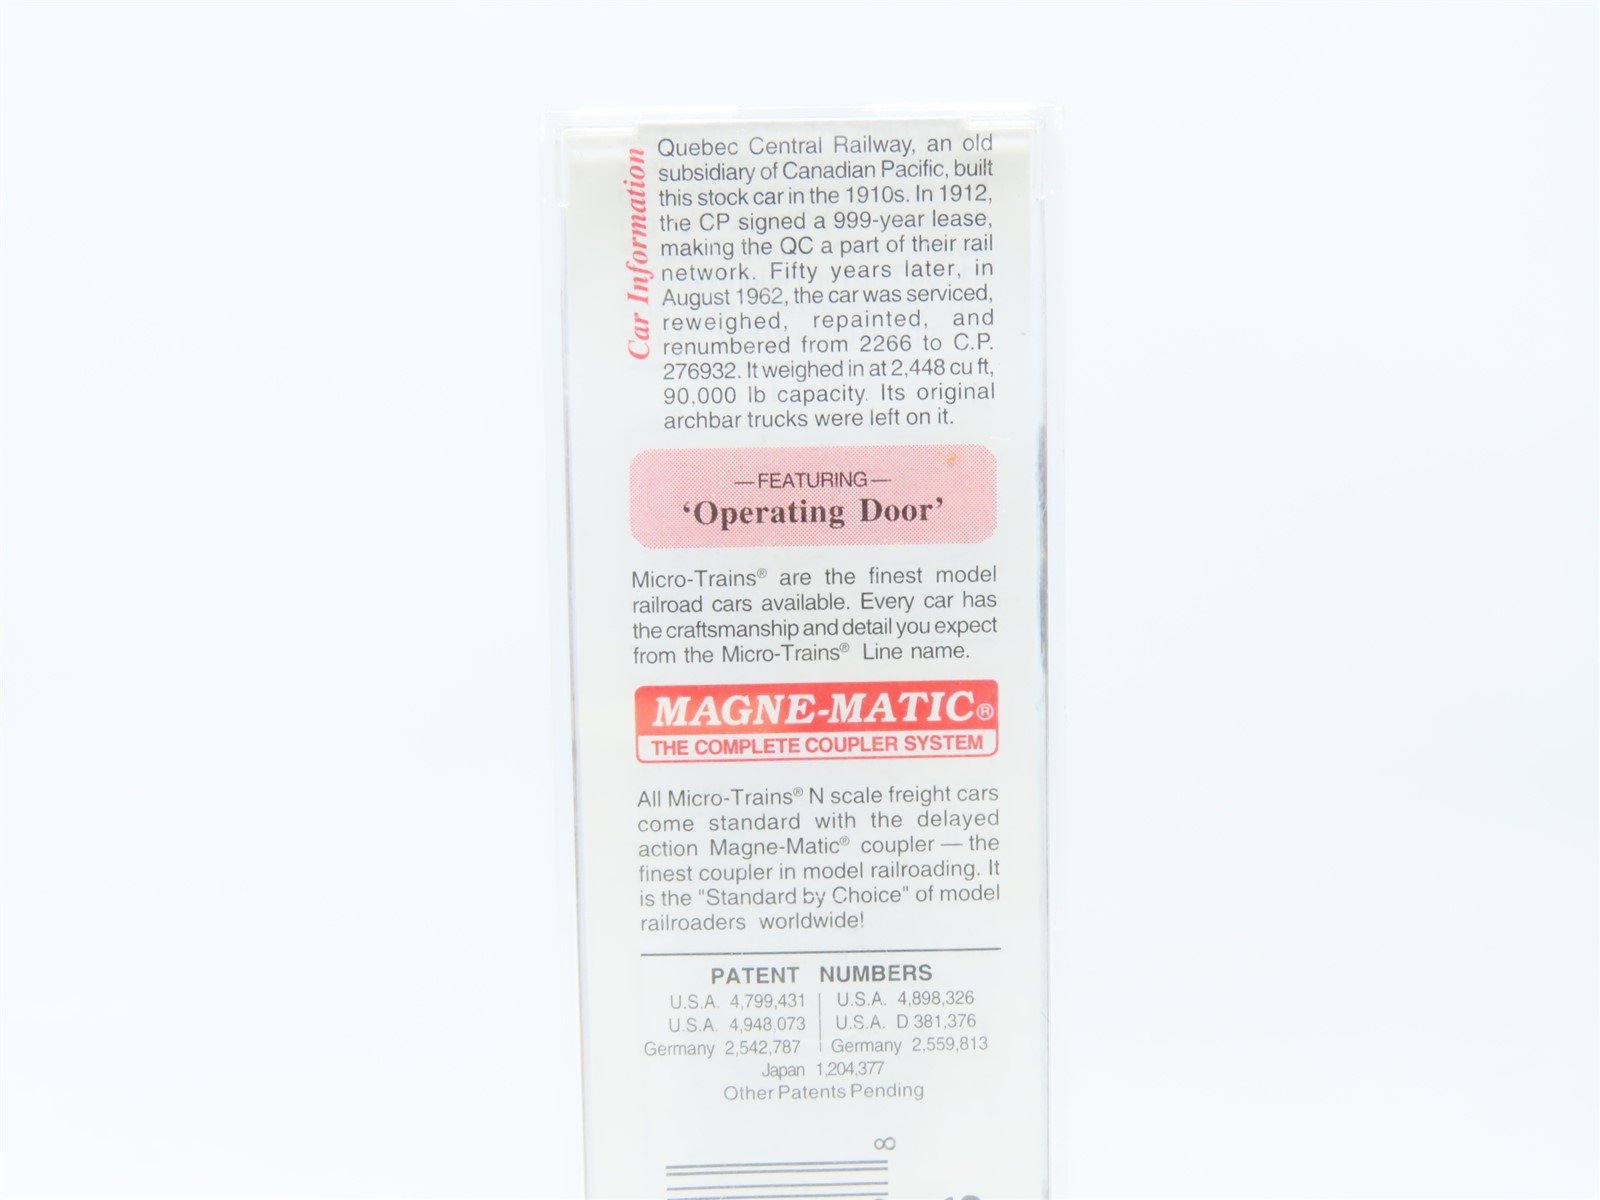 Car Information
Quebec Central Railway, an old
subsidiary of Canadian Pacific, built
this stock car in the 1910s. In 1912,
the CP signed a 999-year lease,
making the QC a part of their rail
network. Fifty years later, in
August 1962, the car was serviced,
reweighed, repainted, and
renumbered from 2266 to C.P.
276932. It weighed in at 2,448 cu ft,
90,000 lb capacity. Its original
archbar trucks were left on it.
—FEATURING—
‘Operating Door’
Micro-Trains® are the finest model
railroad cars available. Every car has
the craftsmanship and detail you expect
from the Micro-Trains® Line name.
MAGNE-MATIC®
THE COMPLETE COUPLER SYSTEM
All Micro-Trains® N scale freight cars
come standard with the delayed
action Magne-Matic® coupler — the
finest coupler in model railroading. It
is the "Standard by Choice" of model
railroaders worldwide!
PATENT NUMBERS
U.S.A. 4,799,431 | U.S.A. 4,898,326
U.S.A. 4,948,073 | U.S.A. D 381,376
Germany 2,542,787 | Germany 2,559,813
Japan 1,204,377
Other Patents Pending
8